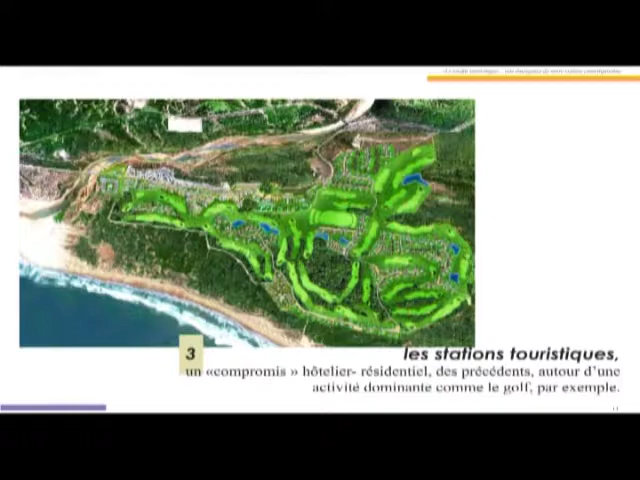 3
les stations touristiques,
un «compromis » hôtelier- résidentiel, des précédents, autour d'une
activité dominante comme le golf, par exemple.